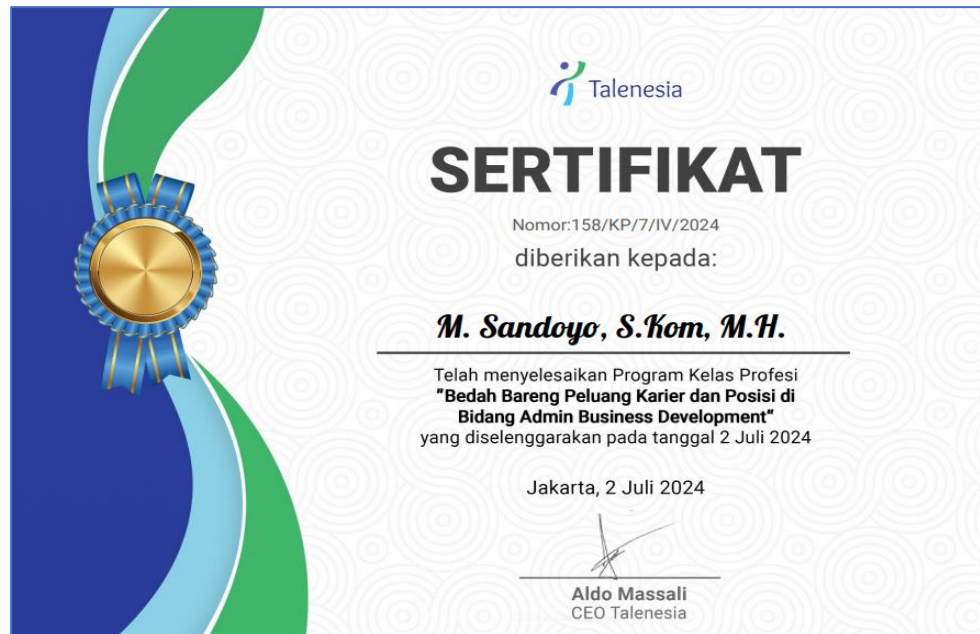 Talenesia
SERTIFIKAT
Nomor:158/KP/7/IV/2024
diberikan kepada:
M. Sandoyo, S.Kom, M.H.
Telah menyelesaikan Program Kelas Profesi
"Bedah Bareng Peluang Karier dan Posisi di
Bidang Admin Business Development"
yang diselenggarakan pada tanggal 2 Juli 2024
Jakarta, 2 Juli 2024
Aldo Massali
CEO Talenesia